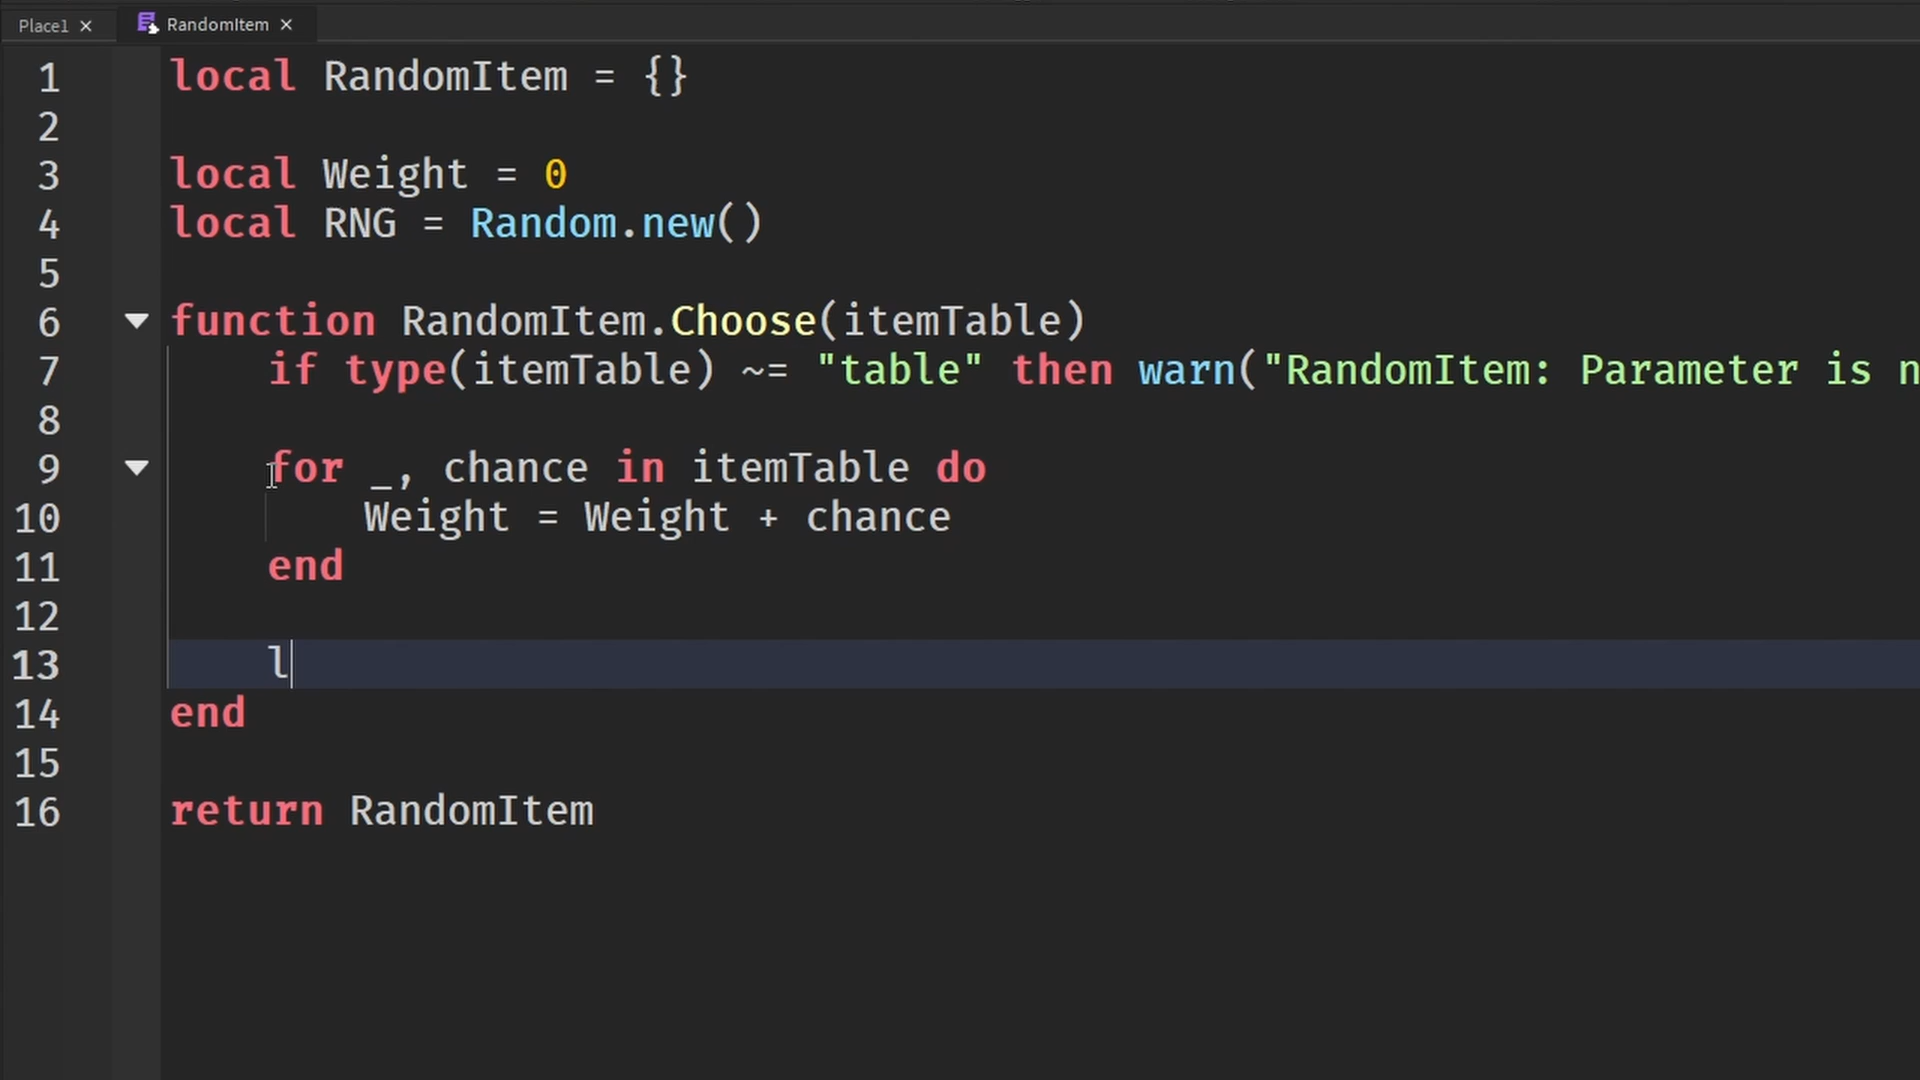 Place1 ×
RandomItem ×
1 local RandomItem = {}
2
3 local Weight = 0
4 local RNG = Random.new()
5
6 function RandomItem.Choose(itemTable)
7 if type(itemTable) ~= "table" then warn("RandomItem: Parameter is n
8
9 for _, chance in itemTable do
10 Weight = Weight + chance
11 end
12
13 l
14 end
15
16 return RandomItem